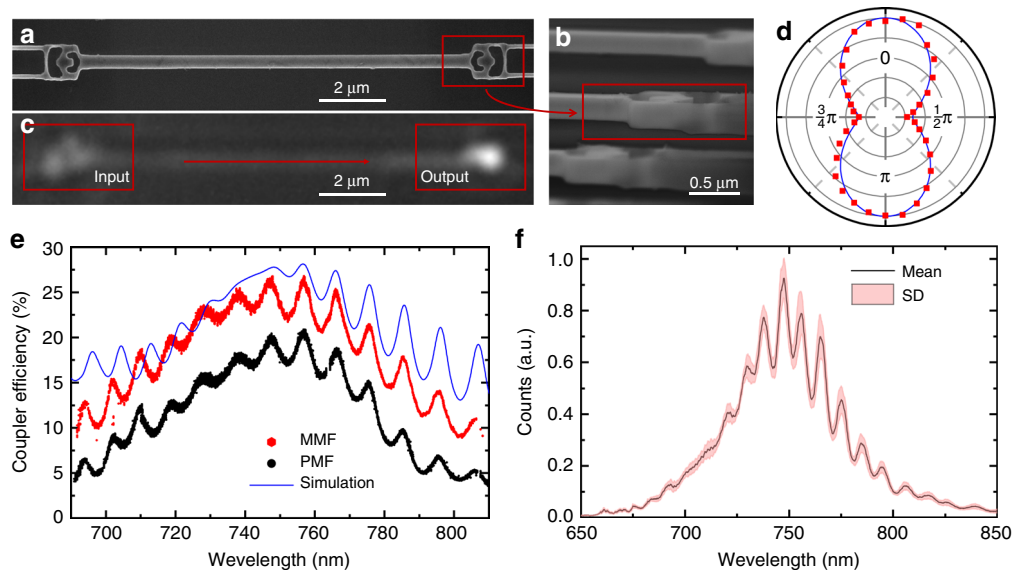 a
2 μm
b
0.5 μm
c
Input
Output
2 μm
d
0
3/4 π
1/2 π
π
e
30
25
20
15
10
5
0
Coupler efficiency (%)
MMF
PMF
Simulation
700
720
740
760
780
800
Wavelength (nm)
f
1.0
0.8
0.6
0.4
0.2
0.0
Counts (a.u.)
Mean
SD
650
700
750
800
850
Wavelength (nm)